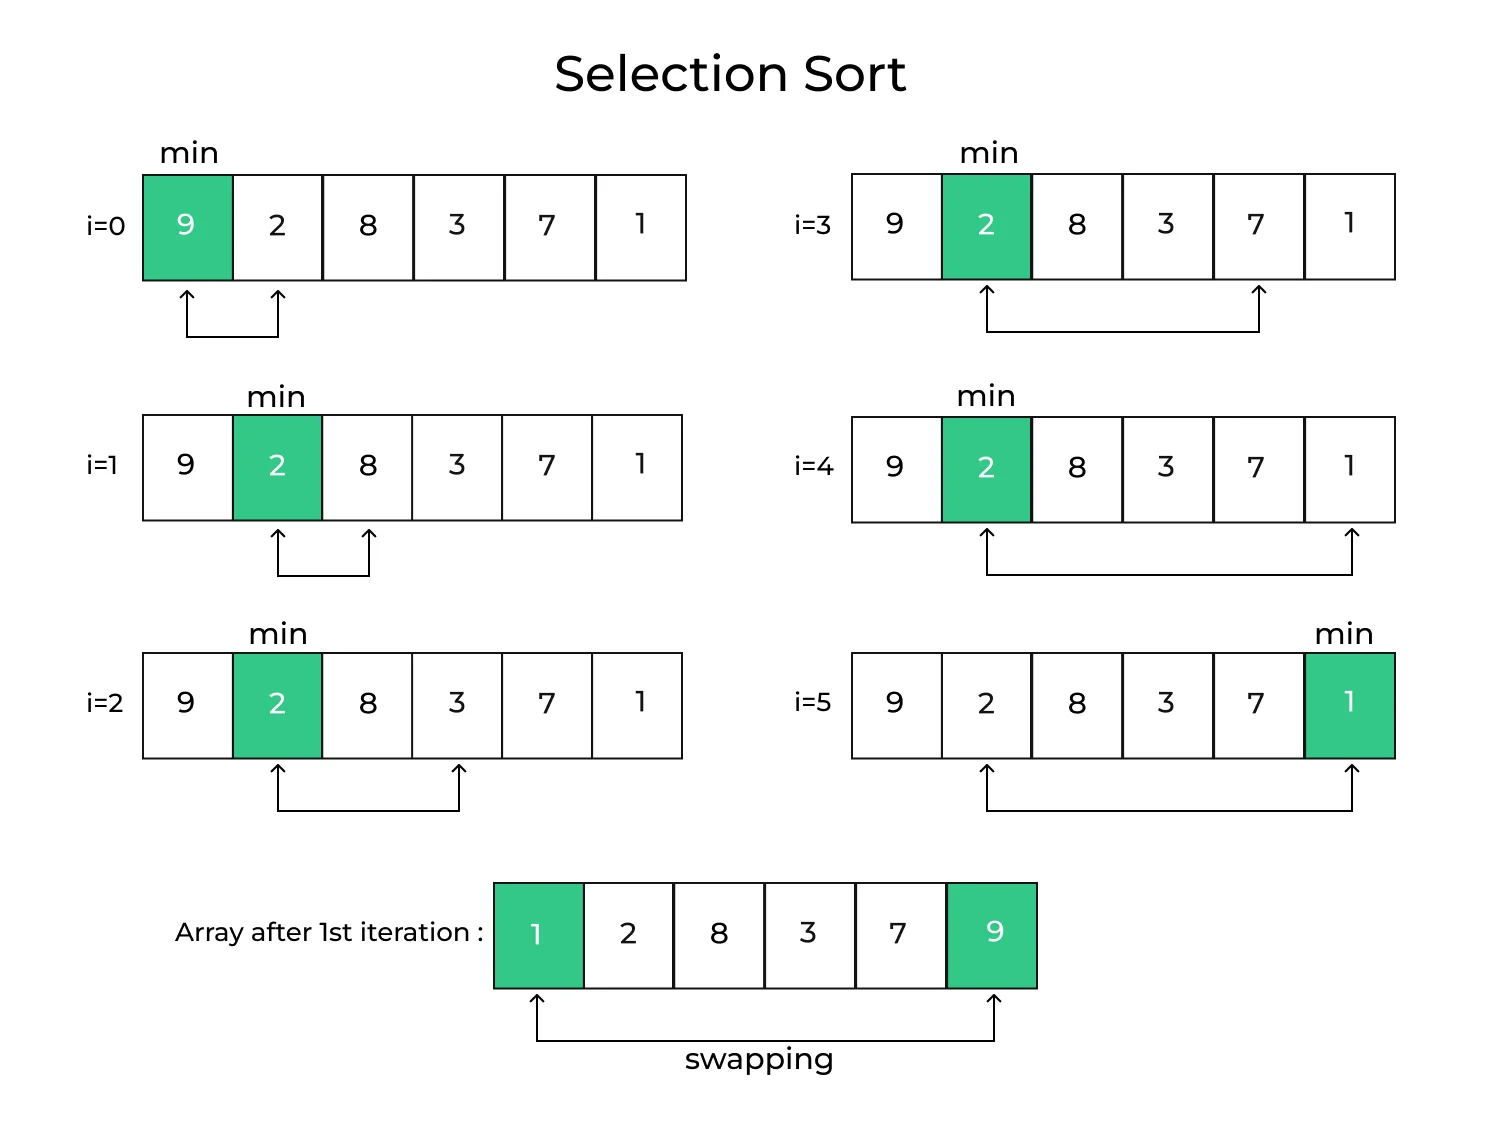 Selection Sort
min
i=0 9 2 8 3 7 1
min
i=1 9 2 8 3 7 1
min
i=2 9 2 8 3 7 1
min
i=3 9 2 8 3 7 1
min
i=4 9 2 8 3 7 1
min
i=5 9 2 8 3 7 1
Array after 1st iteration : 1 2 8 3 7 9
swapping